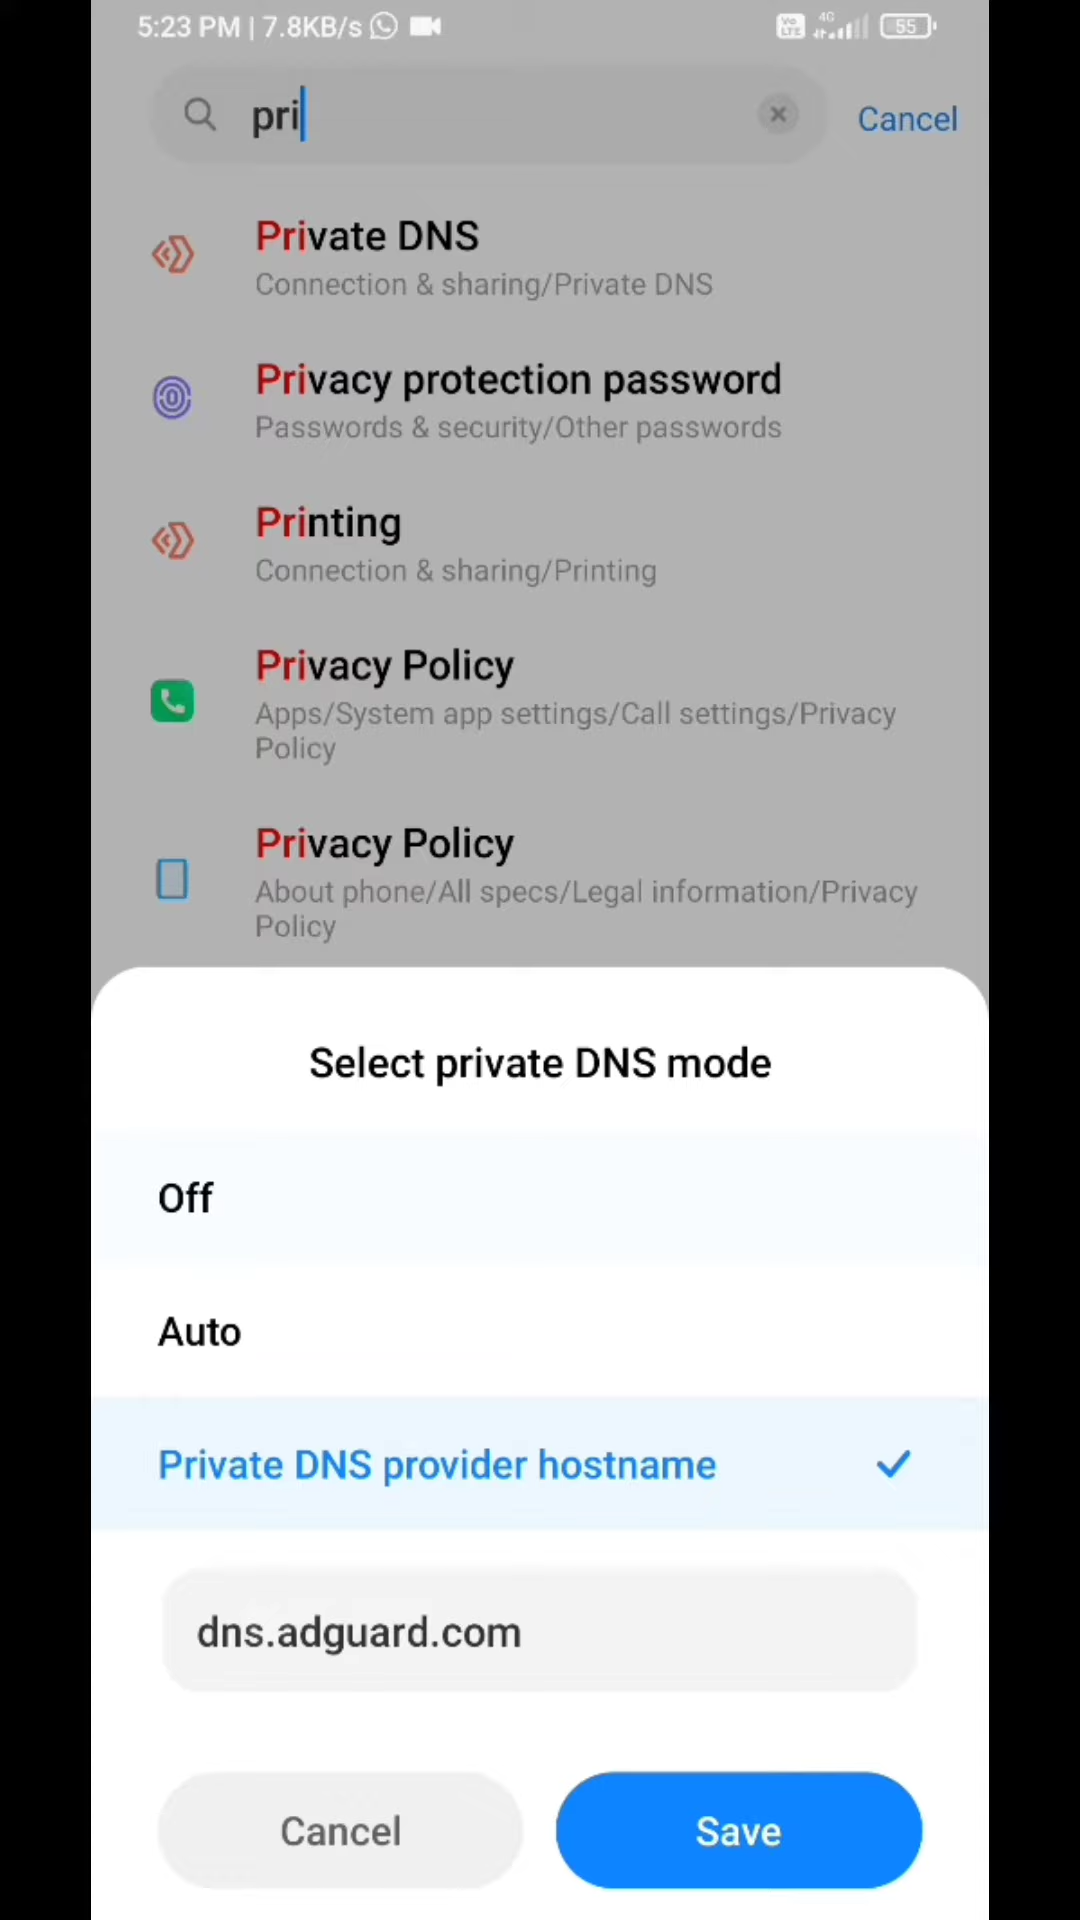 5:23 PM | 7.8KB/s
Vo LTE 4G 55
pri
Cancel
Private DNS
Connection & sharing/Private DNS
Privacy protection password
Passwords & security/Other passwords
Printing
Connection & sharing/Printing
Privacy Policy
Apps/System app settings/Call settings/Privacy
Policy
Privacy Policy
About phone/All specs/Legal information/Privacy
Policy
Select private DNS mode
Off
Auto
Private DNS provider hostname
dns.adguard.com
Cancel
Save